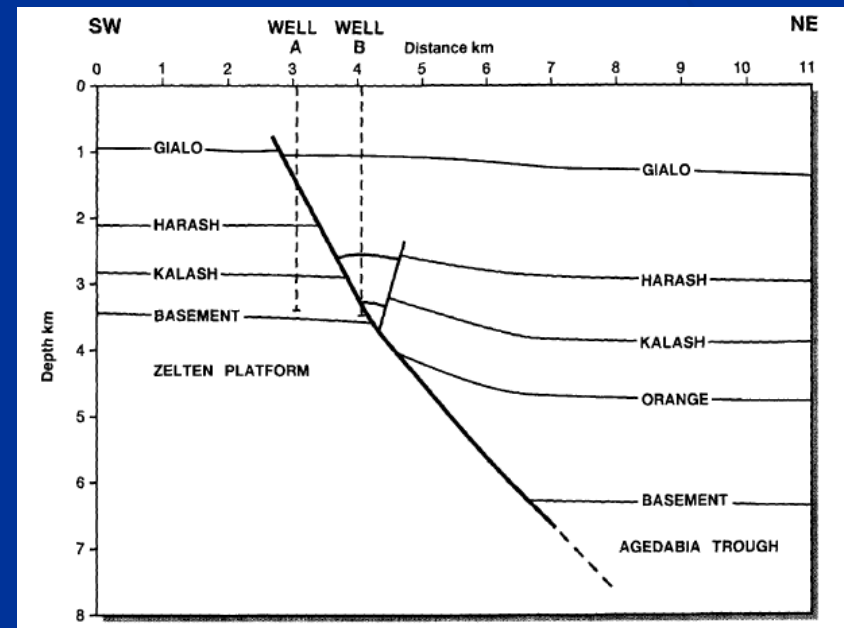 SW
WELL A
WELL B
Distance km
NE
0 1 2 3 4 5 6 7 8 9 10 11
0
1
2
3
4
5
6
7
8
Depth km
GIALO
GIALO
HARASH
HARASH
KALASH
KALASH
BASEMENT
ZELTEN PLATFORM
ORANGE
BASEMENT
AGEDABIA TROUGH